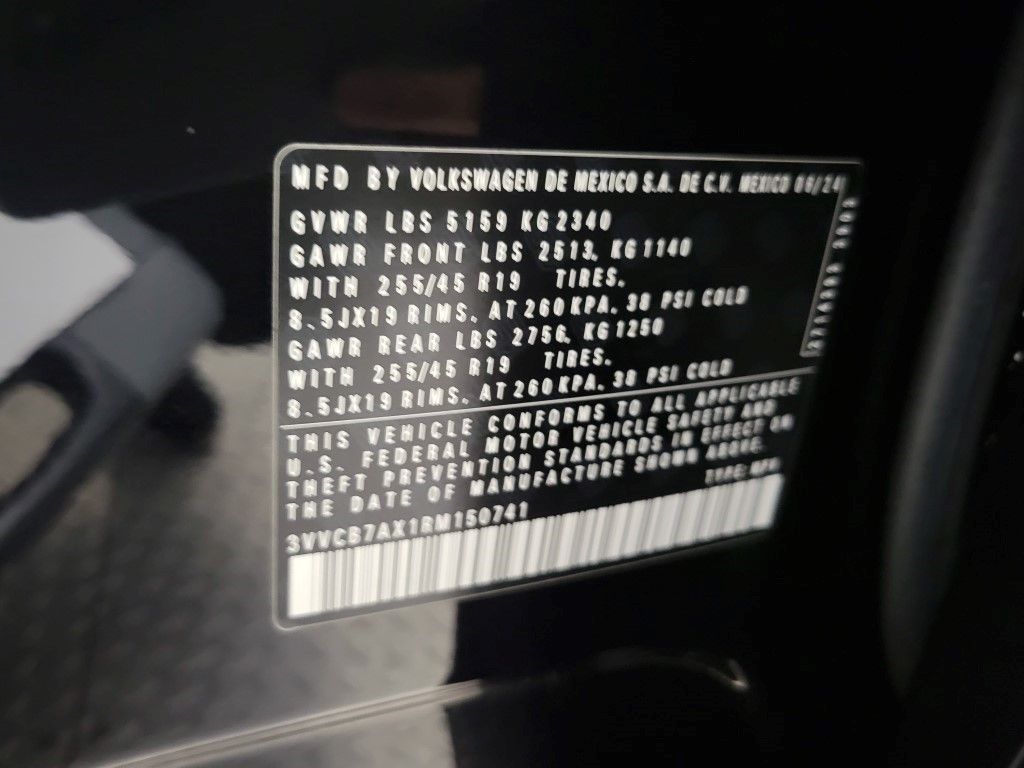 MFD BY VOLKSWAGEN DE MEXICO S.A. DE C.V. MEXICO 06/24
GVWR LBS 5159 KG 2340
GAWR FRONT LBS 2513, KG 1140
WITH 255/45 R19 TIRES.
8.5JX19 RIMS, AT 260 KPA. 38 PSI COLD
GAWR REAR LBS 2756, KG 1250
WITH 255/45 R19 TIRES.
8.5JX19 RIMS, AT 260 KPA. 38 PSI COLD
THIS VEHICLE CONFORMS TO ALL APPLICABLE
U.S. FEDERAL MOTOR VEHICLE SAFETY AND
THEFT PREVENTION STANDARDS IN EFFECT ON
THE DATE OF MANUFACTURE SHOWN ABOVE.
TYPE: MPV
3VVCB7AX1RM150741